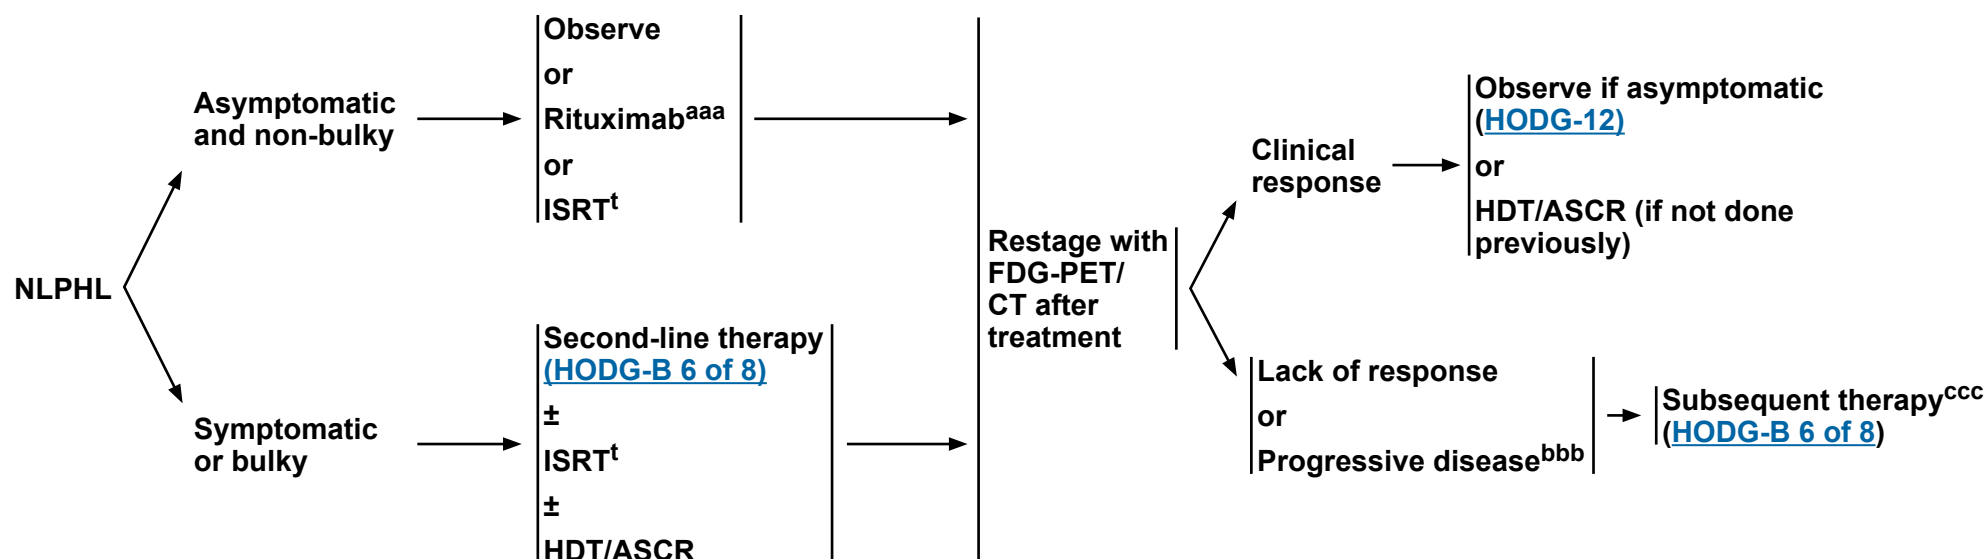 NLPHL
Asymptomatic
and non-bulky
Observe
or
Rituximabaaa
or
ISRTt
Symptomatic
or bulky
Second-line therapy
(HODG-B 6 of 8)
±
ISRTt
±
HDT/ASCR
Restage with
FDG-PET/
CT after
treatment
Clinical
response
Observe if asymptomatic
(HODG-12)
or
HDT/ASCR (if not done
previously)
Lack of response
or
Progressive diseasebbb
Subsequent therapyccc
(HODG-B 6 of 8)